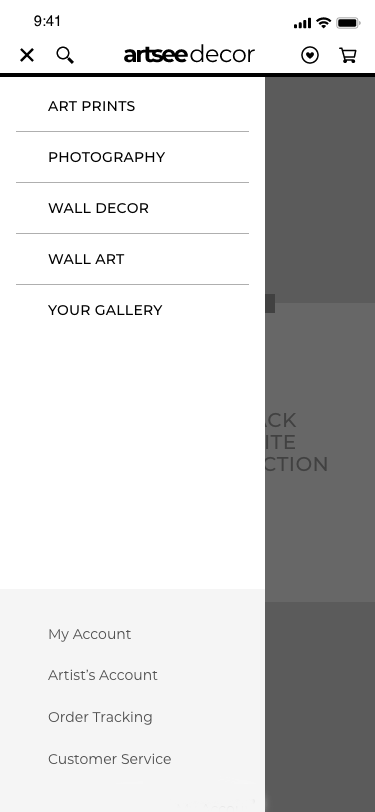 9:41
artsee decor
ART PRINTS
PHOTOGRAPHY
WALL DECOR
WALL ART
YOUR GALLERY
ACK
ITE
CTION
My Account
Artist's Account
Order Tracking
Customer Service